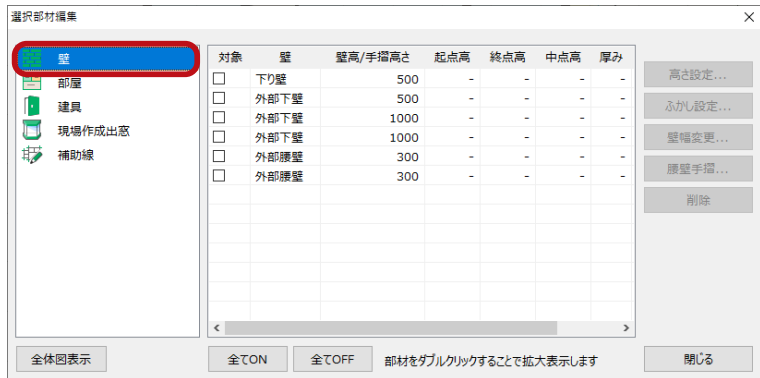 選択部材編集
壁
部屋
建具
現場作成出窓
補助線
対象 壁 壁高/手摺高さ 起点高 終点高 中点高 厚み
下り壁 500 - - - -
外部下壁 500 - - - -
外部下壁 1000 - - - -
外部下壁 1000 - - - -
外部腰壁 300 - - - -
外部腰壁 300 - - - -
高さ設定...
ふかし設定...
壁幅変更...
腰壁手摺...
削除
全体図表示 全てON 全てOFF 部材をダブルクリックすることで拡大表示します 閉じる